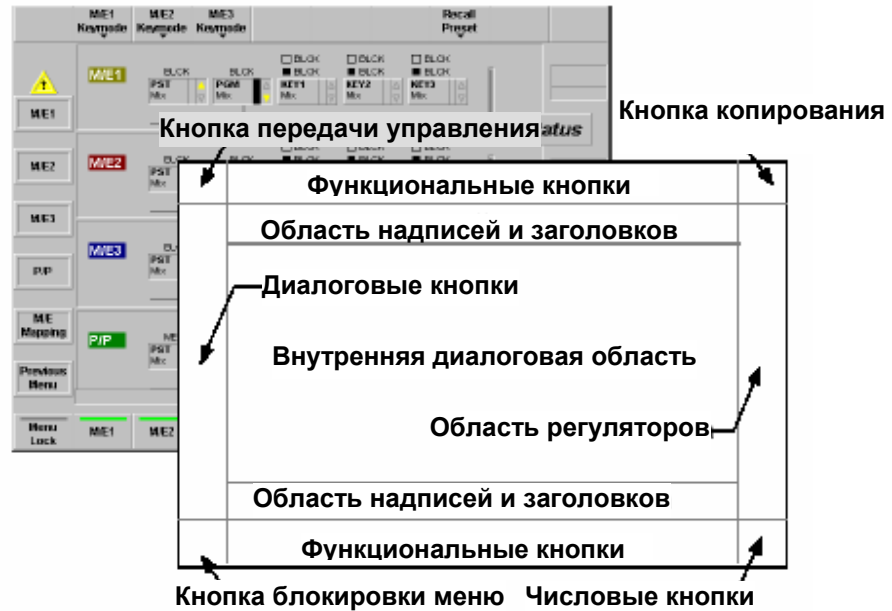 M/E1 M/E2 M/E3 Recall
Keymode Keymode Keymode Preset
BLCK BLCK BLCK
M/E1 BLCK BLCK BLCK BLCK BLCK
PST PGM KEY1 KEY2 KEY3
Mix Mix Mix Mix Mix
M/E1
Кнопка копирования
Кнопка передачи управления
atus
M/E2 M/E2
PST
Mix
Функциональные кнопки
M/E3
Область надписей и заголовков
M/E3
PST
Mix
P/P
Диалоговые кнопки
M/E
Mapping
P/P
PST
Mix
Внутренняя диалоговая область
Previous
Menu
Область регуляторов
Menu
Lock
M/E1 M/E2
Область надписей и заголовков
Функциональные кнопки
Кнопка блокировки меню Числовые кнопки